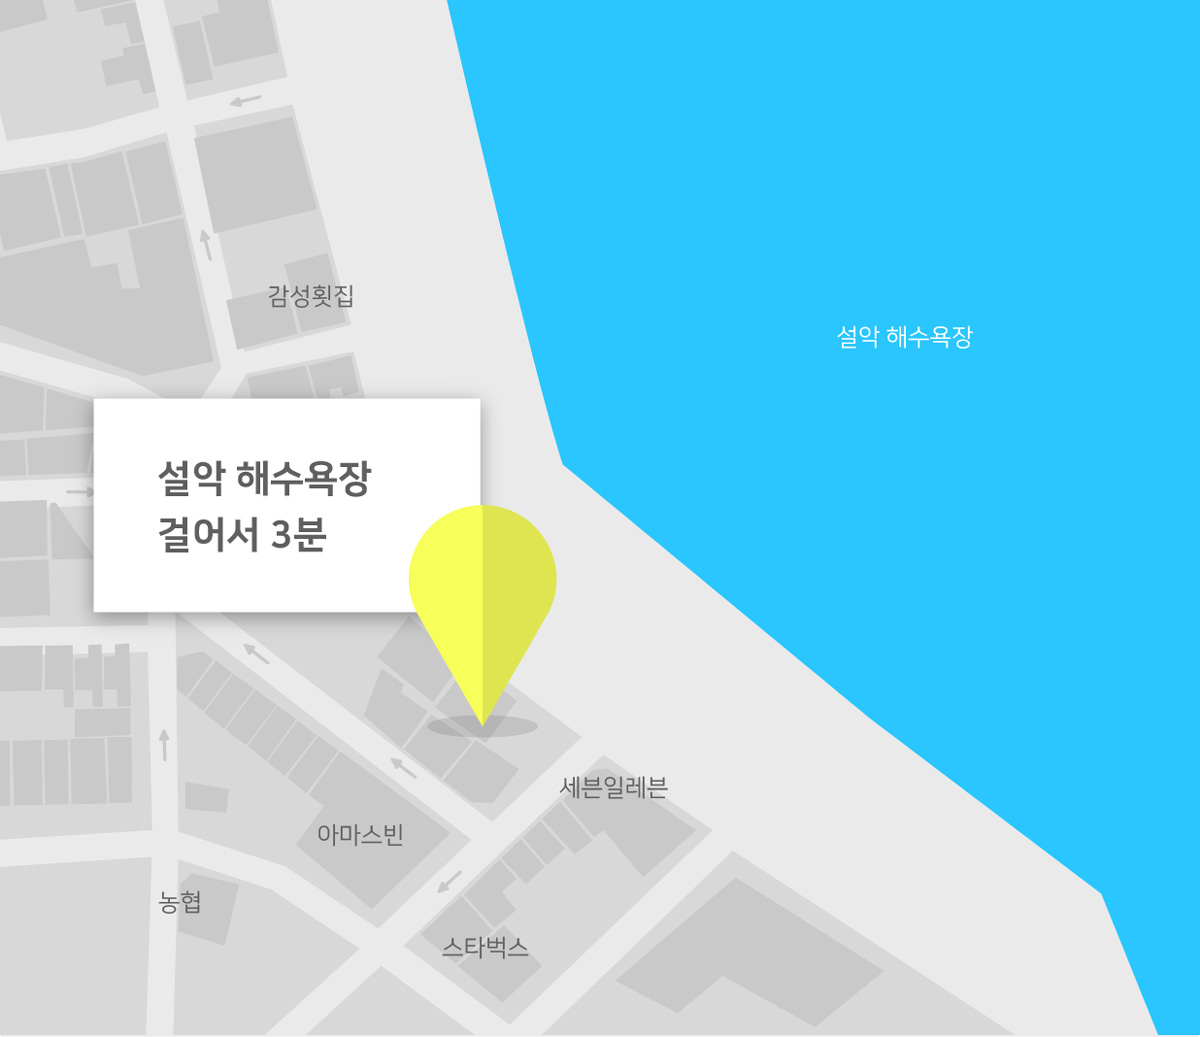 감성횟집
설악 해수욕장
설악 해수욕장
걸어서 3분
세븐일레븐
아마스빈
농협
스타벅스